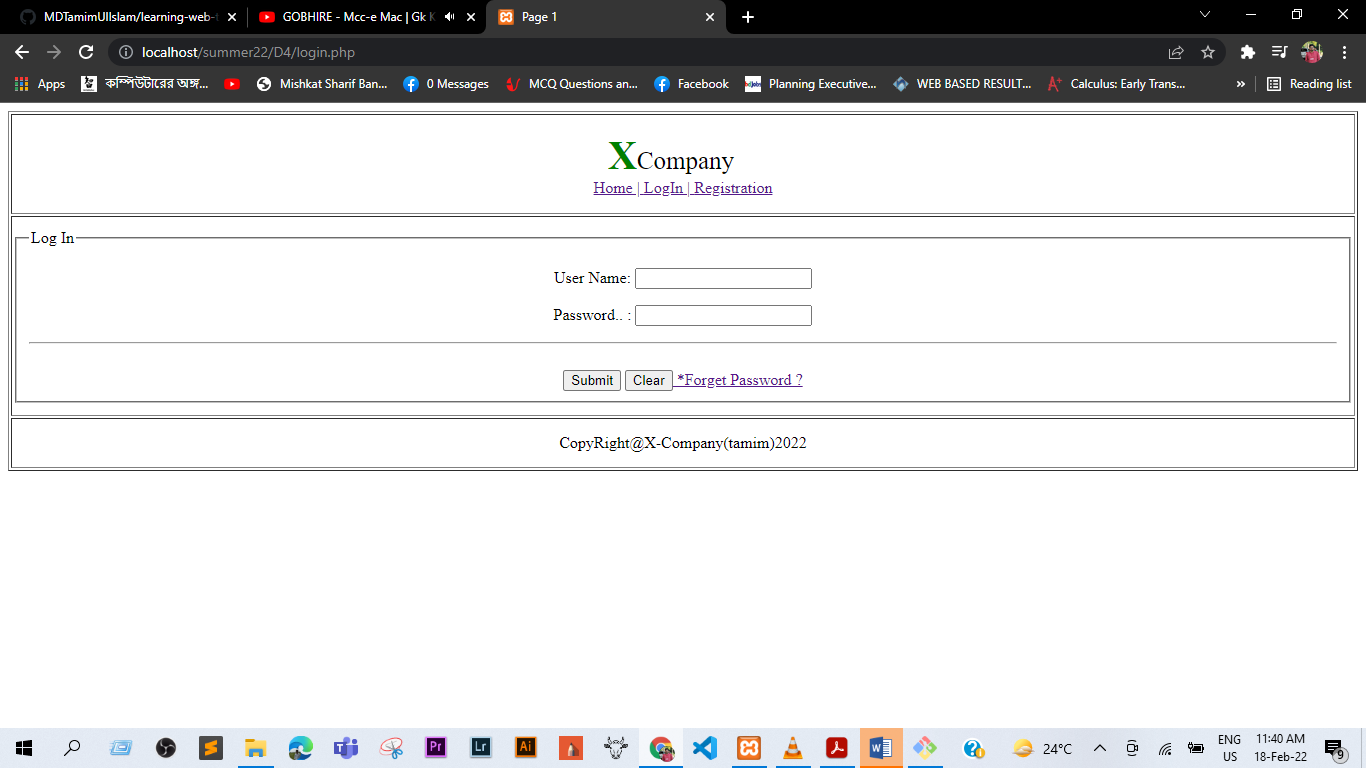 MDTamimUlIslam/learning-web-t
GOBHIRE - Mcc-e Mac | Gk K
Page 1
localhost/summer22/D4/login.php
Apps
কম্পিউটারের অঙ্গ...
Mishkat Sharif Ban...
0 Messages
MCQ Questions an...
Facebook
Planning Executive...
WEB BASED RESULT...
Calculus: Early Trans...
»
Reading list
XCompany
Home | LogIn | Registration
Log In
User Name:
Password.. :
Submit Clear *Forget Password ?
CopyRight@X-Company(tamim)2022
Pr
Lr
Ai
24°C
ENG
US
11:40 AM
18-Feb-22
9